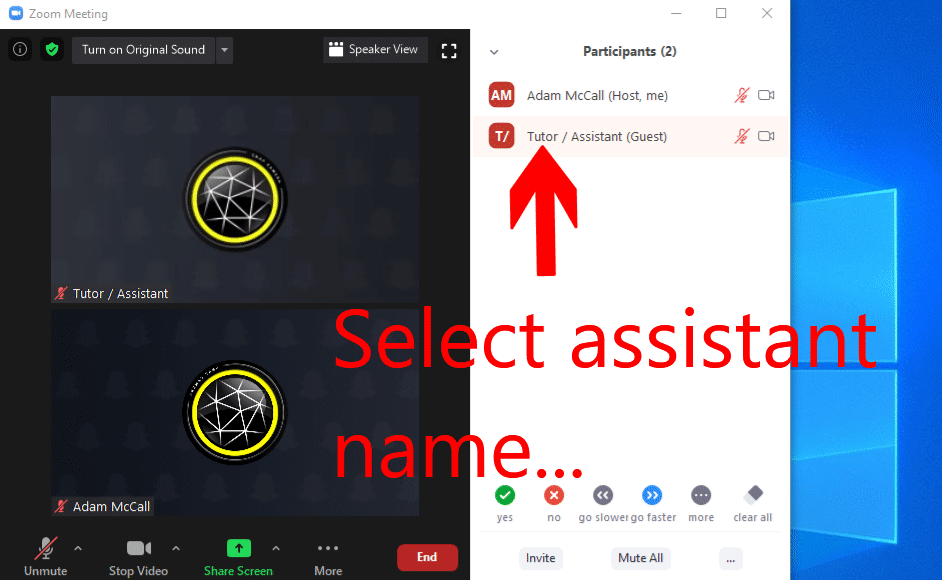 Zoom Meeting
Turn on Original Sound
Speaker View
Participants (2)
AM Adam McCall (Host, me)
T/ Tutor / Assistant (Guest)
Tutor / Assistant
Select assistant
name...
Adam McCall
yes no go slower go faster more clear all
Unmute Stop Video Share Screen More End
Invite Mute All ...